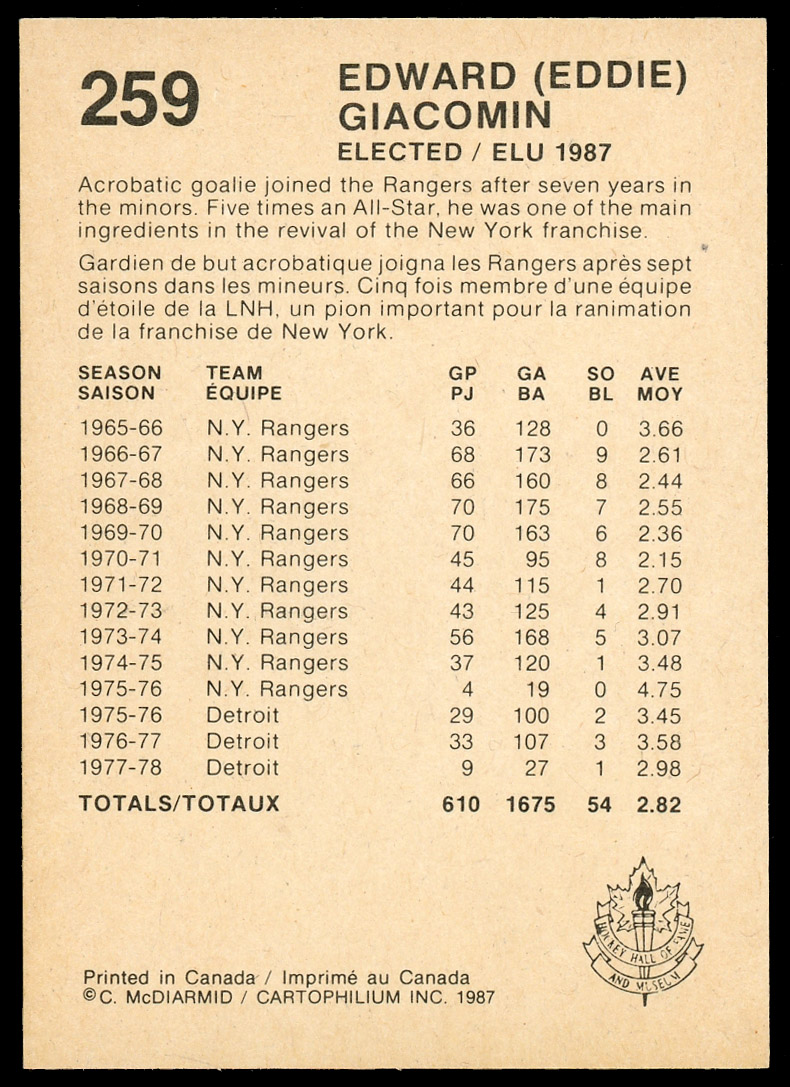 259
EDWARD (EDDIE)
GIACOMIN
ELECTED / ELU 1987
Acrobatic goalie joined the Rangers after seven years in
the minors. Five times an All-Star, he was one of the main
ingredients in the revival of the New York franchise.
Gardien de but acrobatique joigna les Rangers après sept
saisons dans les mineurs. Cinq fois membre d'une équipe
d'étoile de la LNH, un pion important pour la ranimation
de la franchise de New York.
SEASON TEAM GP GA SO AVE
SAISON ÉQUIPE PJ BA BL MOY
1965-66 N.Y. Rangers 36 128 0 3.66
1966-67 N.Y. Rangers 68 173 9 2.61
1967-68 N.Y. Rangers 66 160 8 2.44
1968-69 N.Y. Rangers 70 175 7 2.55
1969-70 N.Y. Rangers 70 163 6 2.36
1970-71 N.Y. Rangers 45 95 8 2.15
1971-72 N.Y. Rangers 44 115 1 2.70
1972-73 N.Y. Rangers 43 125 4 2.91
1973-74 N.Y. Rangers 56 168 5 3.07
1974-75 N.Y. Rangers 37 120 1 3.48
1975-76 N.Y. Rangers 4 19 0 4.75
1975-76 Detroit 29 100 2 3.45
1976-77 Detroit 33 107 3 3.58
1977-78 Detroit 9 27 1 2.98
TOTALS/TOTAUX 610 1675 54 2.82
HOCKEY HALL OF FAME
AND MUSEUM
Printed in Canada / Imprimé au Canada
©C. McDIARMID / CARTOPHILIUM INC. 1987